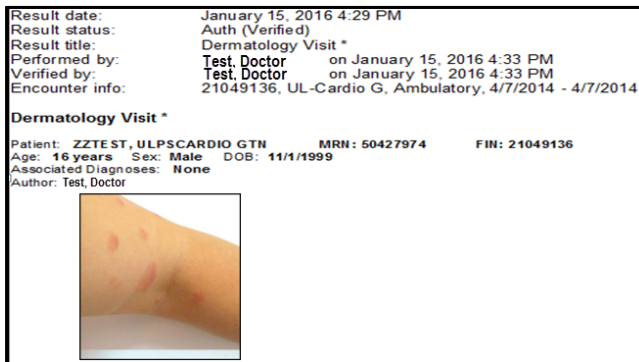 Result date: January 15, 2016 4:29 PM
Result status: Auth (Verified)
Result title: Dermatology Visit *
Performed by: Test, Doctor on January 15, 2016 4:33 PM
Verified by: Test, Doctor on January 15, 2016 4:33 PM
Encounter info: 21049136, UL-Cardio G, Ambulatory, 4/7/2014 - 4/7/2014
Dermatology Visit *
Patient: ZZTEST, ULPSCARDIO GTN MRN: 50427974 FIN: 21049136
Age: 16 years Sex: Male DOB: 11/1/1999
Associated Diagnoses: None
Author: Test, Doctor